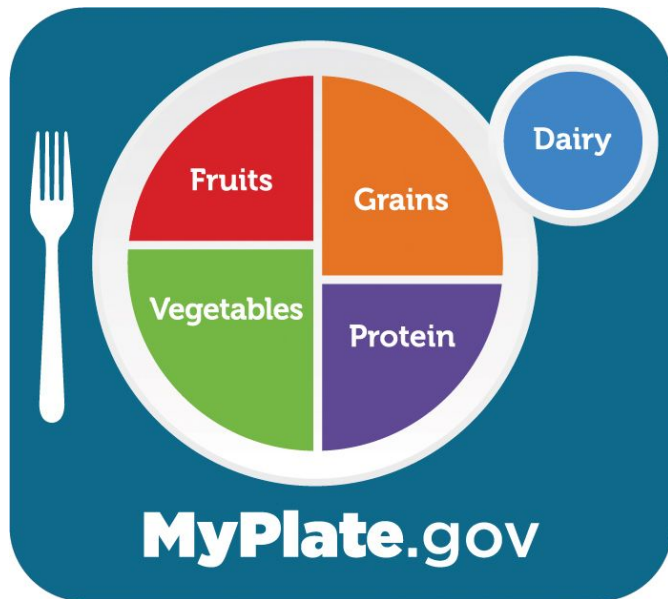 Fruits
Grains
Dairy
Vegetables
Protein
MyPlate.gov